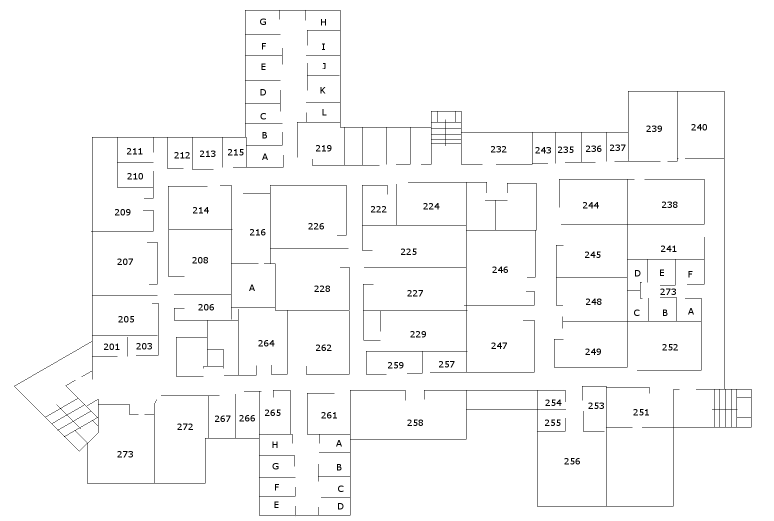 G H
F I
E J
D K
C L
B
A
219
211 212 213 215
210
209
232 243 235 236 237
239 240
214
216
226
222 224
244 238
207
208
225
245 241
246
D E F
273
A
228
227
248
C B A
205
206
201 203
264 262
229
259 257
247
249
252
273
272
267 266 265
261
258
254
255
253
251
256
H A
G B
F C
E D